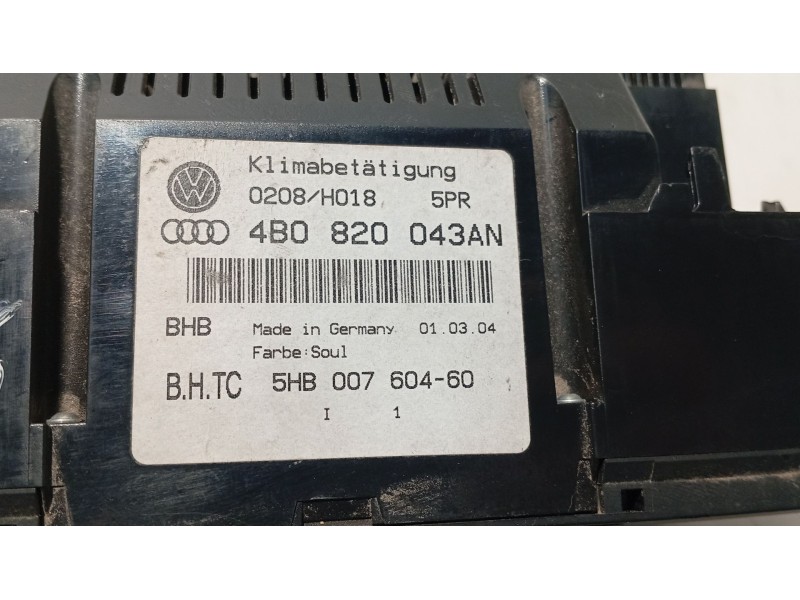 Klimabetätigung
0208/H018 5PR
4B0 820 043AN
BHB Made in Germany 01.03.04
Farbe:Soul
B.H.TC 5HB 007 604-60
I 1